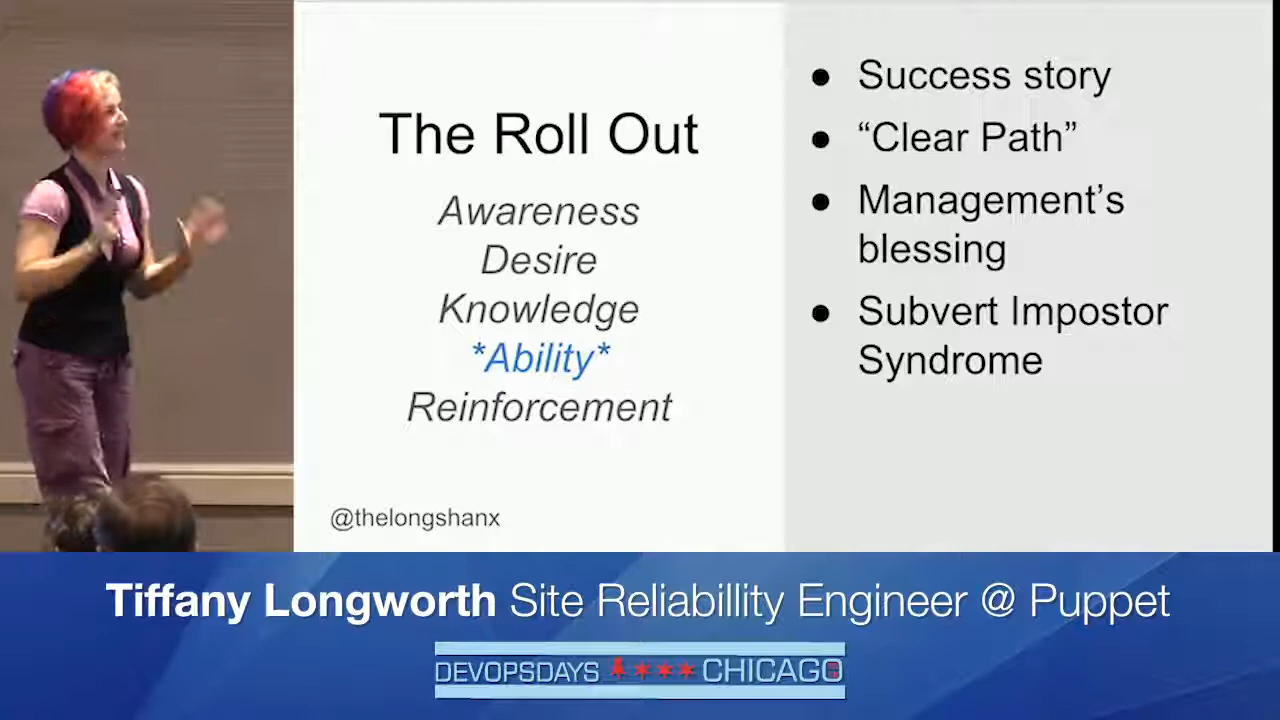 The Roll Out
Awareness
Desire
Knowledge
*Ability*
Reinforcement
@thelongshanx
● Success story
● “Clear Path”
● Management’s
blessing
● Subvert Impostor
Syndrome
Tiffany Longworth Site Reliabillity Engineer @ Puppet
DEVOPSDAYS CHICAGO